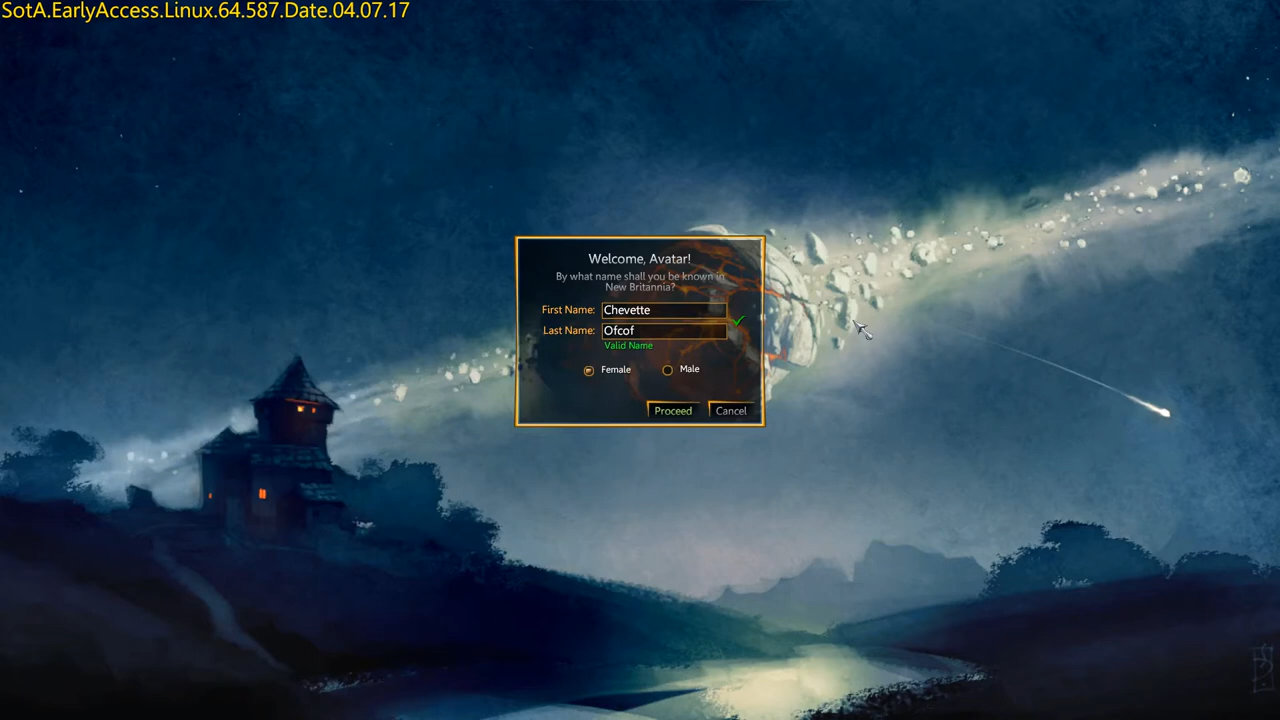 SotA.EarlyAccess.Linux.64.587.Date.04.07.17
Welcome, Avatar!
By what name shall you be known in
New Britannia?
First Name: Chevette
Last Name: Ofcof
Valid Name
Female Male
Proceed Cancel